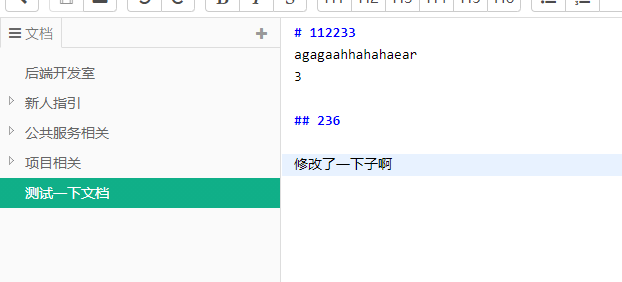 文档
后端开发室
新人指引
公共服务相关
项目相关
测试一下文档
# 112233
agagaahhahahaear
3
## 236
修改了一下子啊